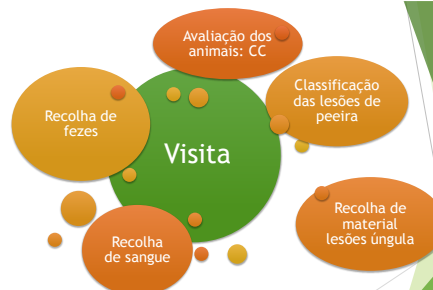 Avaliação dos
animais: CC
Classificação
das lesões de
peeira
Recolha de
fezes
Visita
Recolha de
material
lesões úngula
Recolha
de sangue